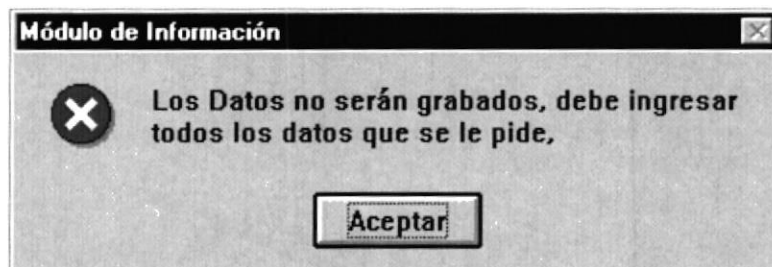 Módulo de Información
Los Datos no serán grabados, debe ingresar
todos los datos que se le pide,
Aceptar